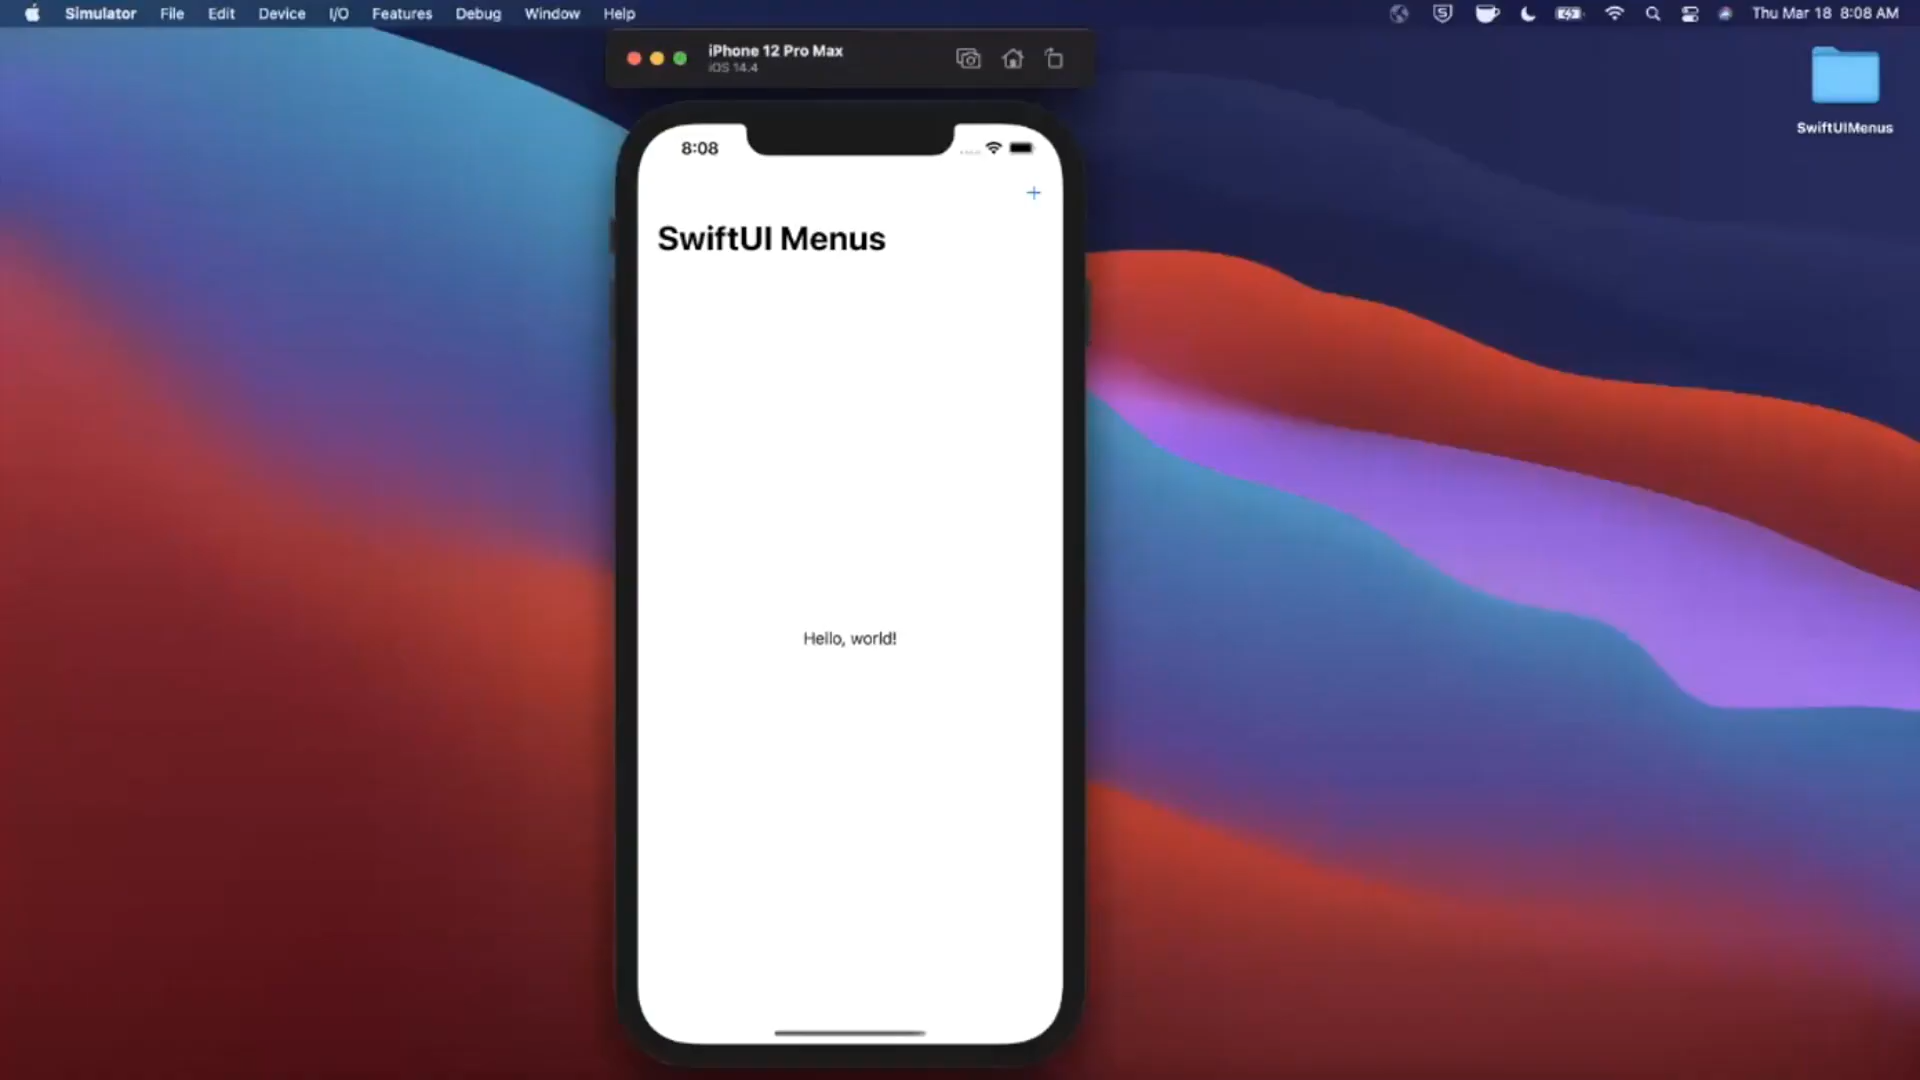 Simulator File Edit Device I/O Features Debug Window Help Thu Mar 18 8:08 AM
iPhone 12 Pro Max
iOS 14.4
SwiftUIMenus
8:08
+
SwiftUI Menus
Hello, world!